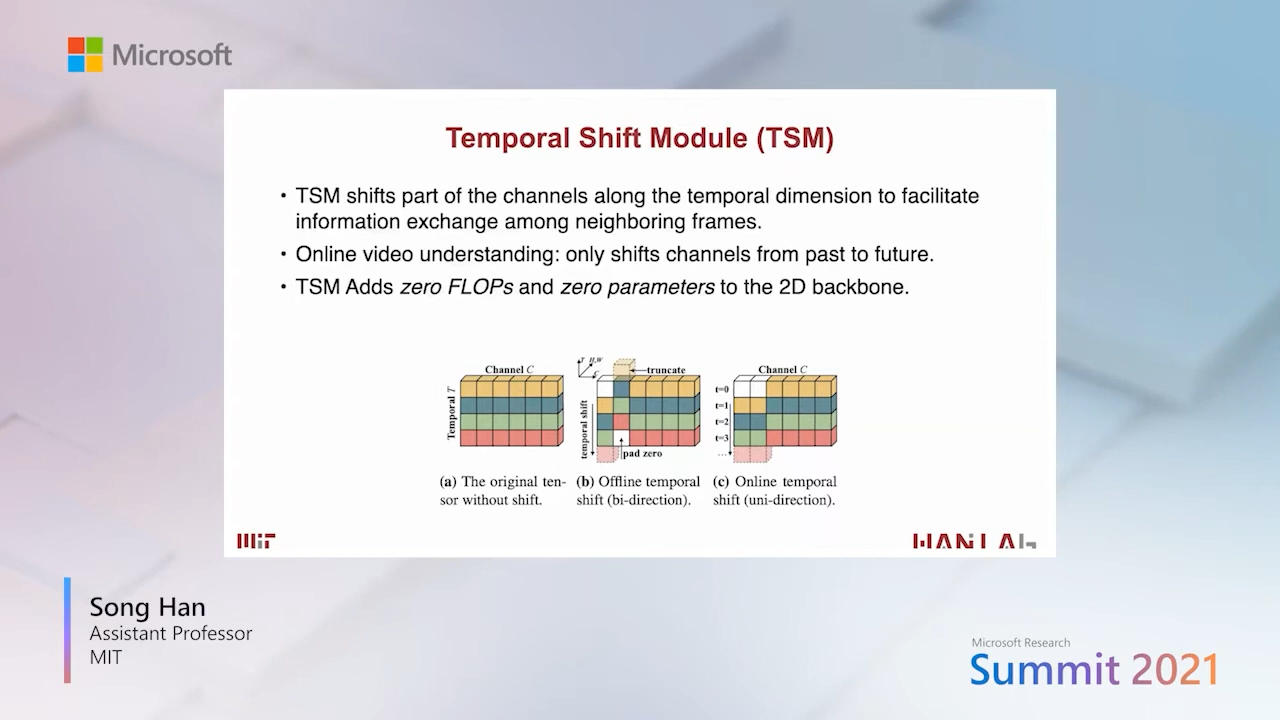 Microsoft
Temporal Shift Module (TSM)
• TSM shifts part of the channels along the temporal dimension to facilitate
information exchange among neighboring frames.
• Online video understanding: only shifts channels from past to future.
• TSM Adds zero FLOPs and zero parameters to the 2D backbone.
Channel C
Temporal T
T
H,W
C
truncate
temporal shift
pad zero
Channel C
t=0
t=1
t=2
t=3
...
(a) The original ten-
sor without shift.
(b) Offline temporal
shift (bi-direction).
(c) Online temporal
shift (uni-direction).
MIT
HAN LAB
Song Han
Assistant Professor
MIT
Microsoft Research
Summit 2021